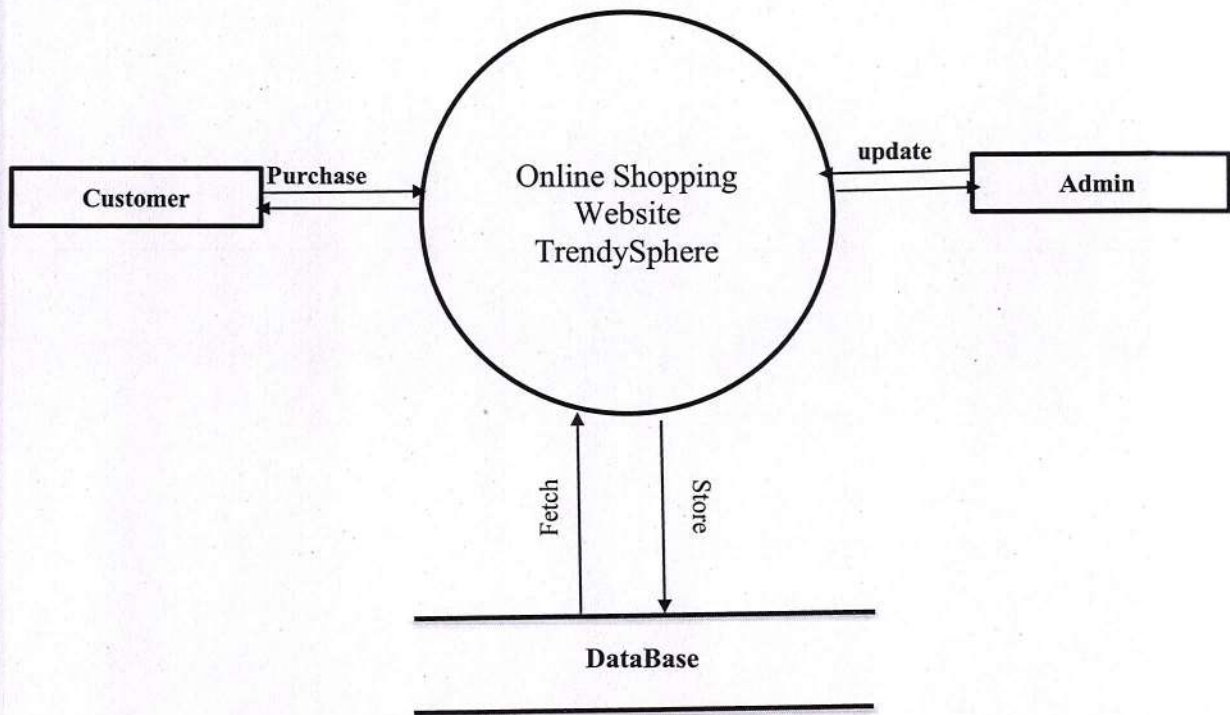 Customer
Purchase
Online Shopping
Website
TrendySphere
update
Admin
Fetch
Store
DataBase